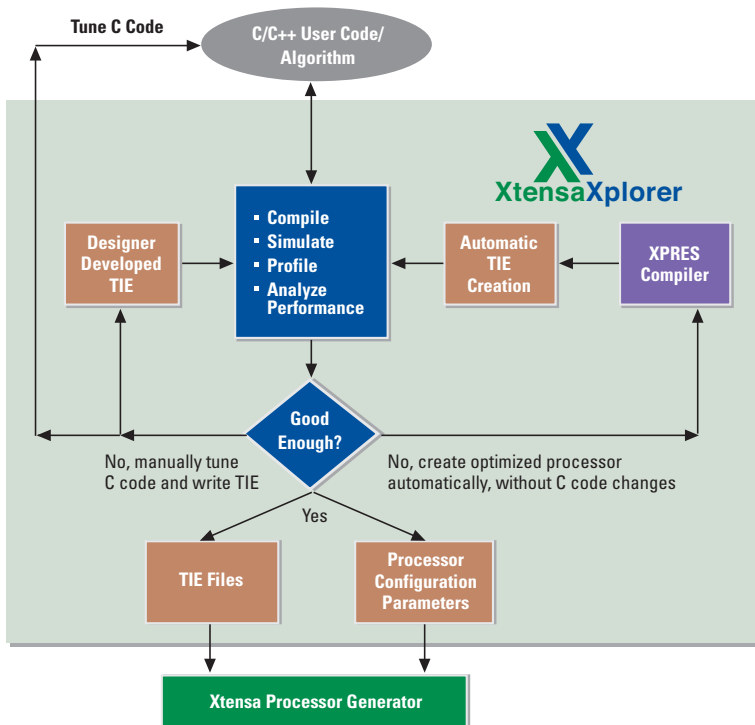 Tune C Code
C/C++ User Code/
Algorithm
XtensaXplorer
Designer
Developed
TIE
▪ Compile
▪ Simulate
▪ Profile
▪ Analyze
Performance
Automatic
TIE
Creation
XPRES
Compiler
Good
Enough?
No, manually tune
C code and write TIE
No, create optimized processor
automatically, without C code changes
Yes
TIE Files
Processor
Configuration
Parameters
Xtensa Processor Generator